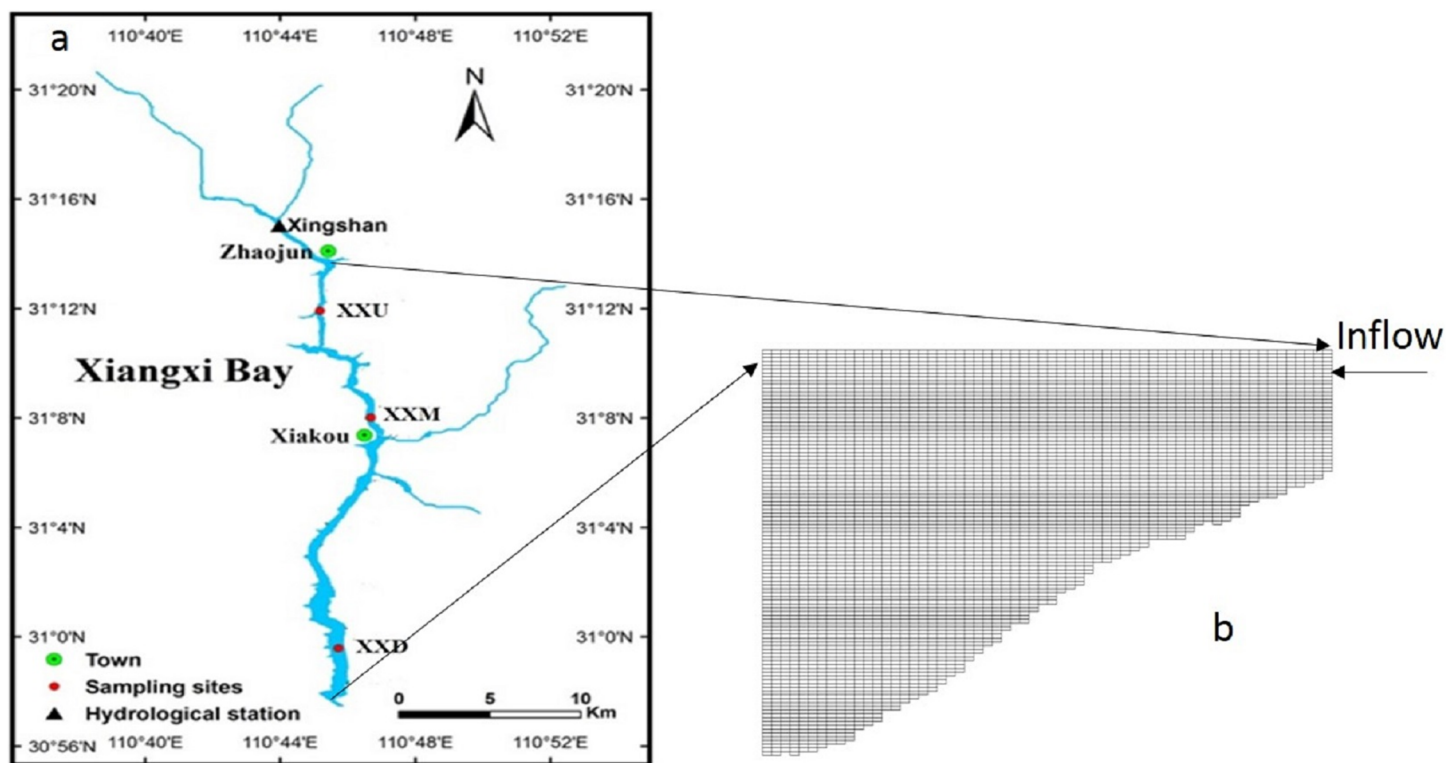 a
110°40'E 110°44'E 110°48'E 110°52'E
N
31°20'N 31°20'N
31°16'N 31°16'N
Xingshan
Zhaojun
31°12'N 31°12'N
XXU
Inflow
Xiangxi Bay
31°8'N 31°8'N
XXM
Xiakou
31°4'N 31°4'N
b
31°0'N 31°0'N
XXD
Town
Sampling sites
0 5 10
Hydrological station
Km
30°56'N 30°56'N
110°40'E 110°44'E 110°48'E 110°52'E